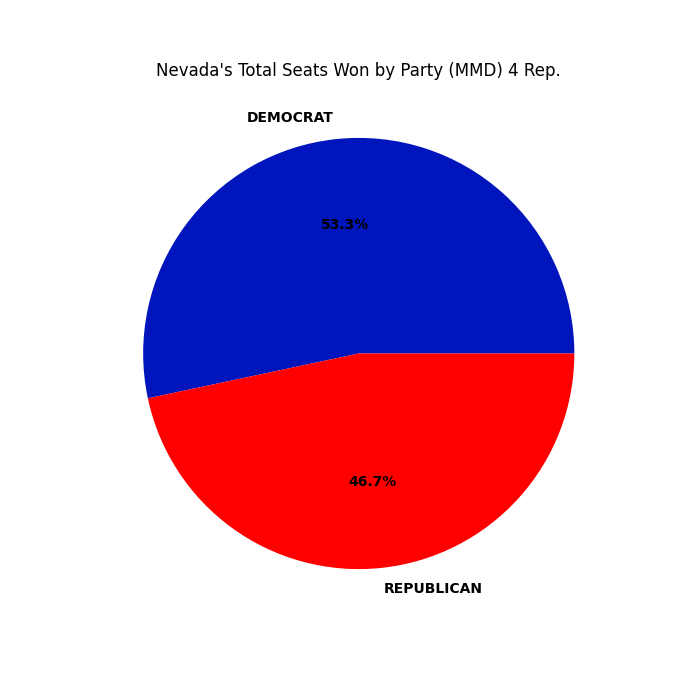 Nevada's Total Seats Won by Party (MMD) 4 Rep.
DEMOCRAT
53.3%
46.7%
REPUBLICAN